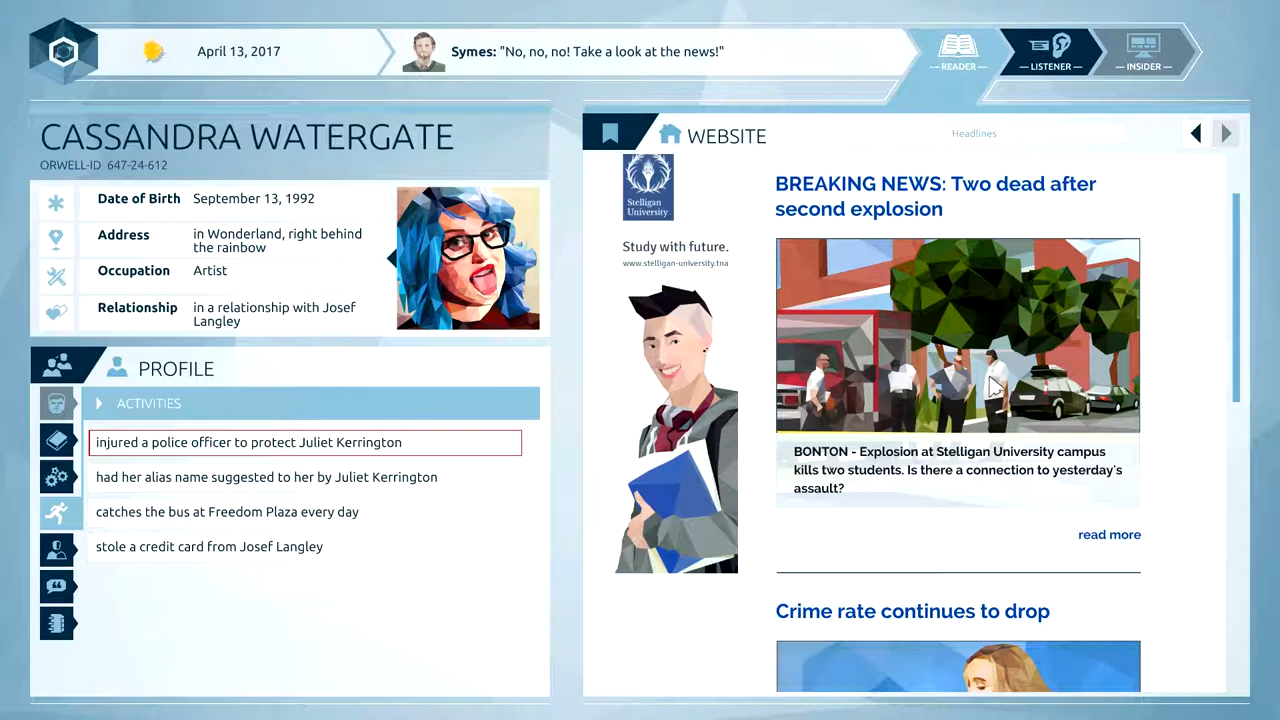 April 13, 2017
Symes: "No, no, no! Take a look at the news!"
— READER —
— LISTENER —
— INSIDER —
CASSANDRA WATERGATE
ORWELL-ID 647-24-612
Date of Birth September 13, 1992
Address in Wonderland, right behind
the rainbow
Occupation Artist
Relationship in a relationship with Josef
Langley
PROFILE
ACTIVITIES
injured a police officer to protect Juliet Kerrington
had her alias name suggested to her by Juliet Kerrington
catches the bus at Freedom Plaza every day
stole a credit card from Josef Langley
WEBSITE
Headlines
Stelligan
University
Study with future.
www.stelligan-university.tna
BREAKING NEWS: Two dead after
second explosion
BONTON - Explosion at Stelligan University campus
kills two students. Is there a connection to yesterday's
assault?
read more
Crime rate continues to drop